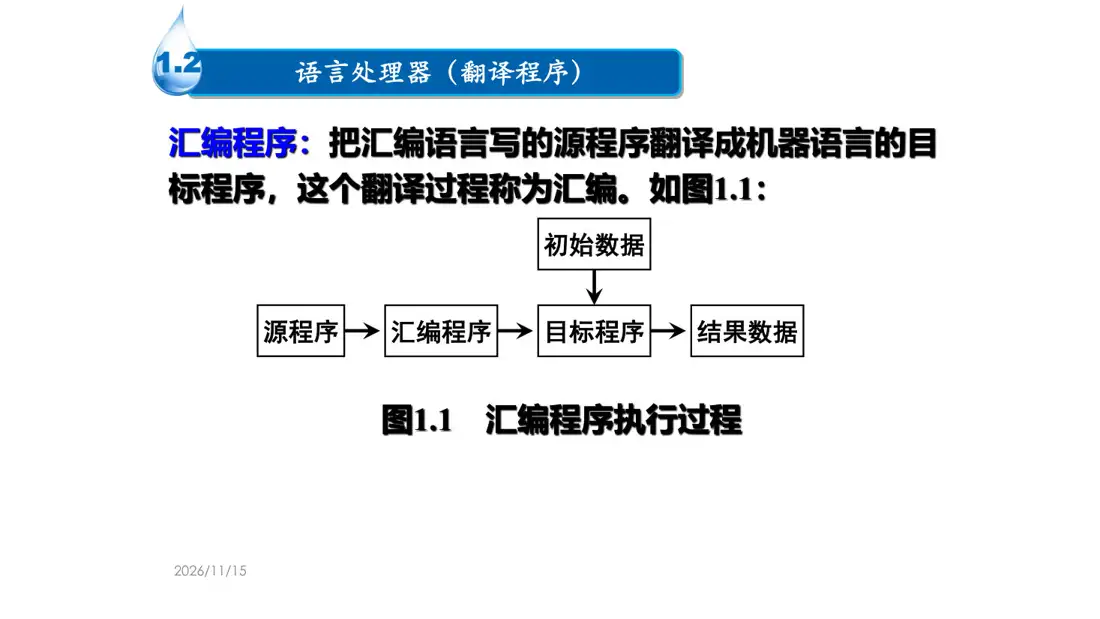 1.2
语言处理器（翻译程序）
汇编程序：把汇编语言写的源程序翻译成机器语言的目
标程序，这个翻译过程称为汇编。如图1.1：
初始数据
源程序
汇编程序
目标程序
结果数据
图1.1 汇编程序执行过程
2026/11/15